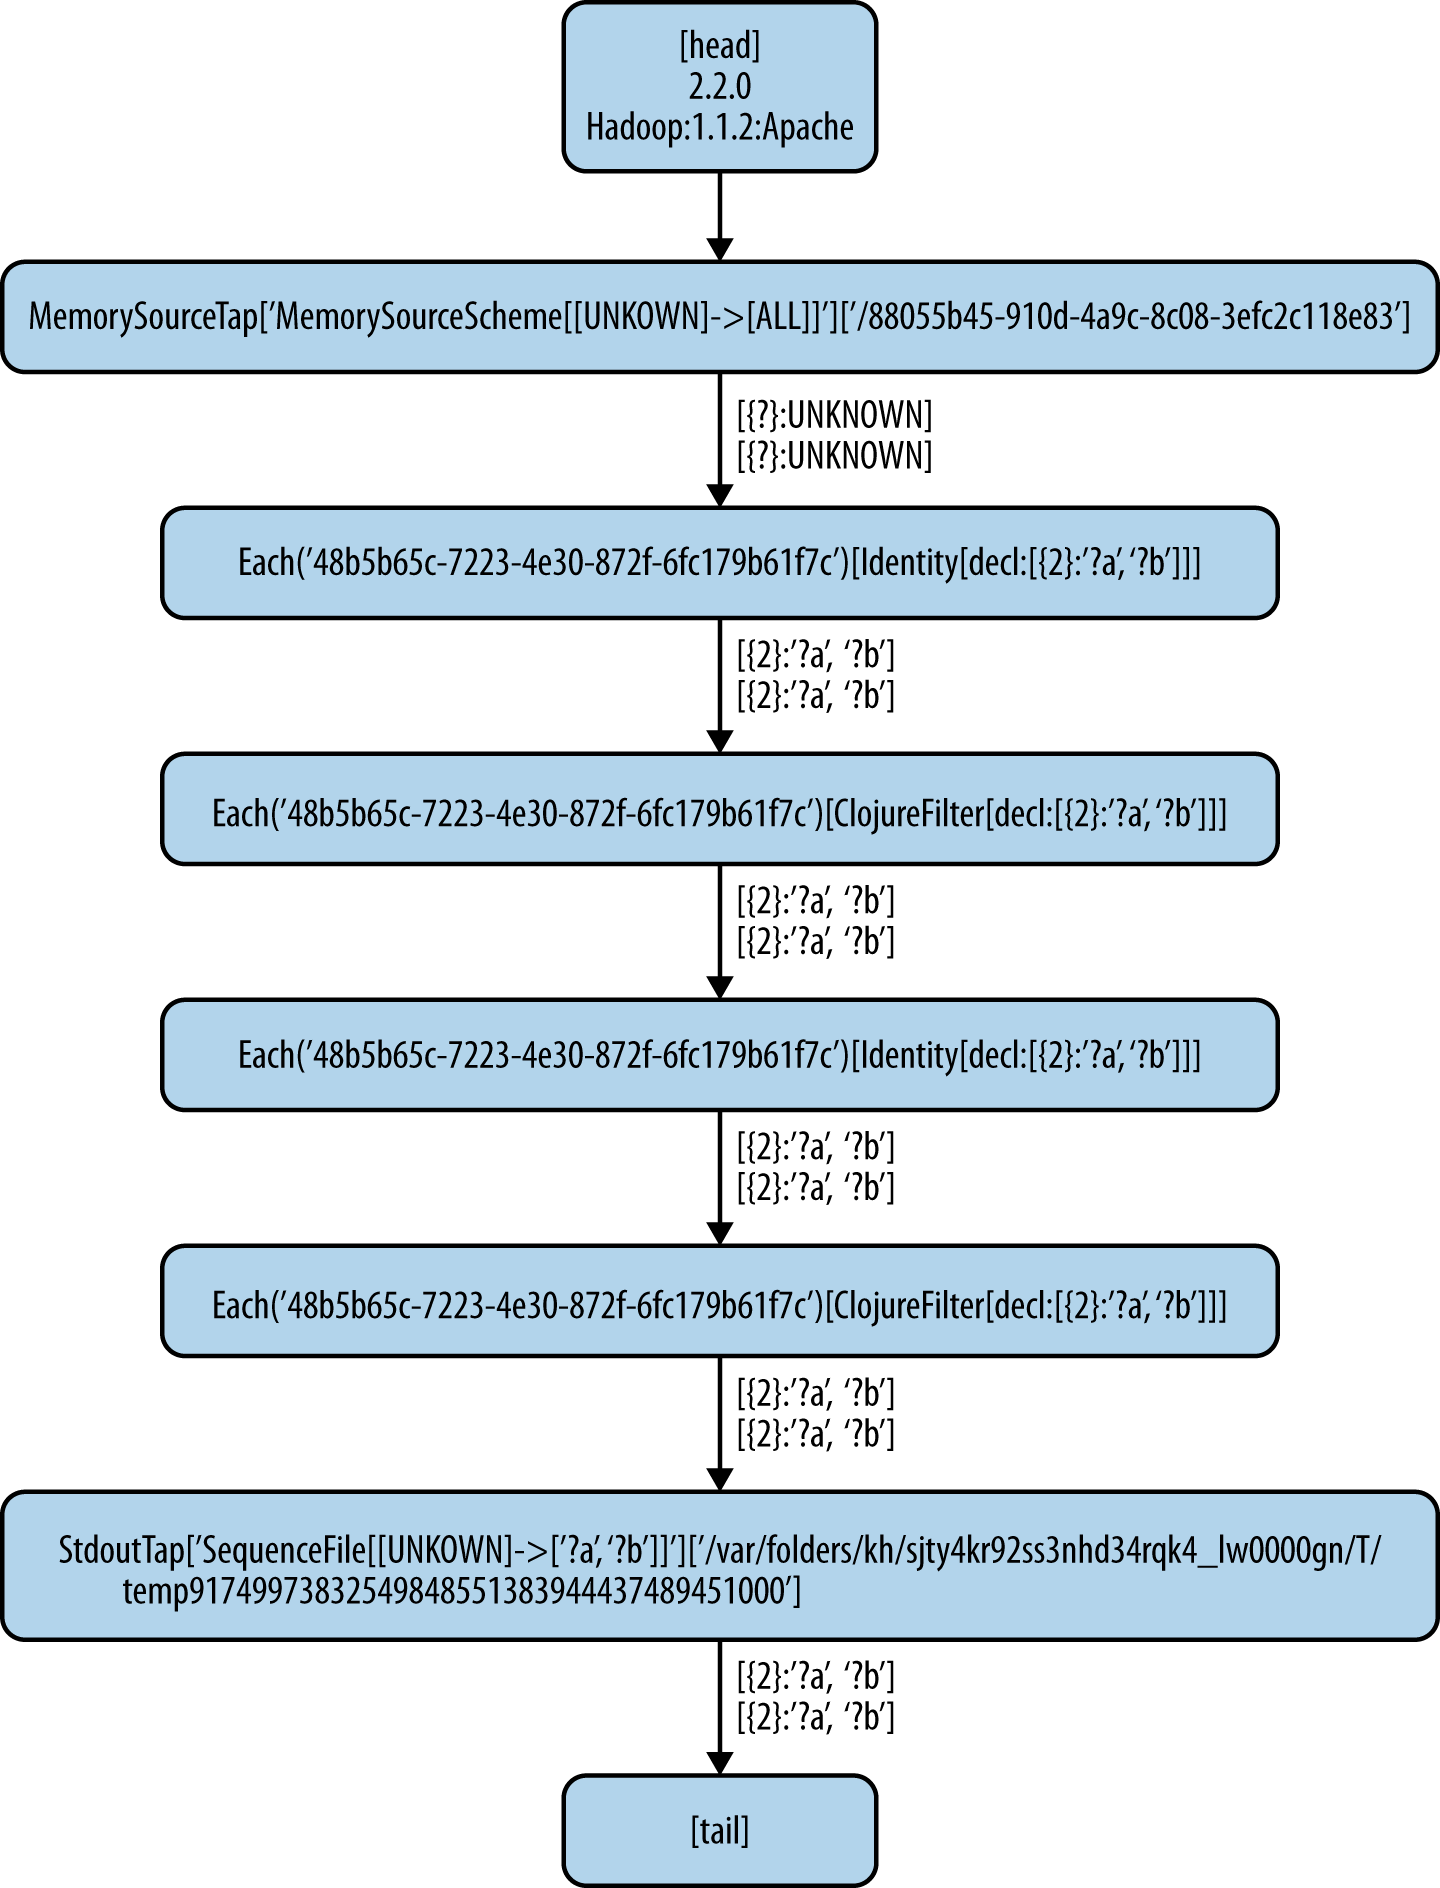 [head]
2.2.0
Hadoop:1.1.2:Apache
MemorySourceTap['MemorySourceScheme[[UNKOWN]->[ALL]]']['/88055b45-910d-4a9c-8c08-3efc2c118e83']
[{?}:UNKNOWN]
[{?}:UNKNOWN]
Each(’48b5b65c-7223-4e30-872f-6fc179b61f7c’)[Identity[decl:[{2}:’?a’, ‘?b’]]]
[{2}:’?a’, ‘?b’]
[{2}:’?a’, ‘?b’]
Each(’48b5b65c-7223-4e30-872f-6fc179b61f7c’)[ClojureFilter[decl:[{2}:’?a’, ‘?b’]]]
[{2}:’?a’, ‘?b’]
[{2}:’?a’, ‘?b’]
Each(’48b5b65c-7223-4e30-872f-6fc179b61f7c’)[Identity[decl:[{2}:’?a’, ‘?b’]]]
[{2}:’?a’, ‘?b’]
[{2}:’?a’, ‘?b’]
Each(’48b5b65c-7223-4e30-872f-6fc179b61f7c’)[ClojureFilter[decl:[{2}:’?a’, ‘?b’]]]
[{2}:’?a’, ‘?b’]
[{2}:’?a’, ‘?b’]
StdoutTap[’SequenceFile[[UNKOWN]->[’?a’, ‘?b’]]’][’/var/folders/kh/sjty4kr92ss3nhd34rqk4_lw0000gn/T/
temp91749973832549848551383944437489451000’]
[{2}:’?a’, ‘?b’]
[{2}:’?a’, ‘?b’]
[tail]